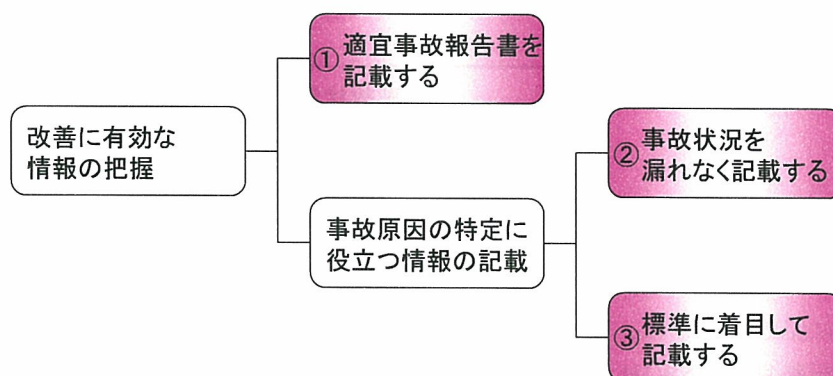 改善に有効な
情報の把握
①適宜事故報告書を
記載する
事故原因の特定に
役立つ情報の記載
②事故状況を
漏れなく記載する
③標準に着目して
記載する